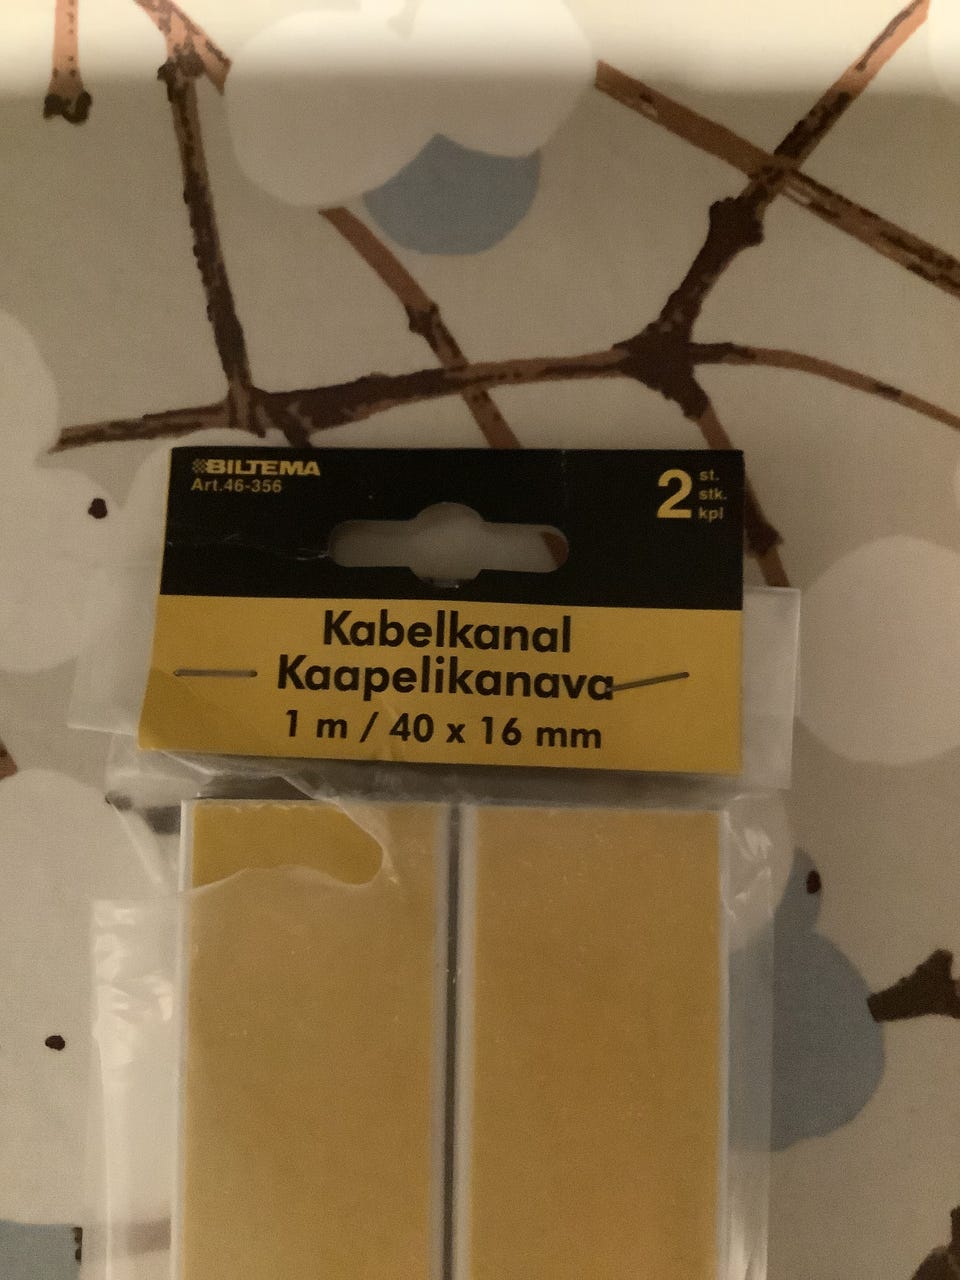 BILTEMA
Art.46-356
2 st.
stk.
kpl
Kabelkanal
Kaapelikanava
1 m / 40 x 16 mm